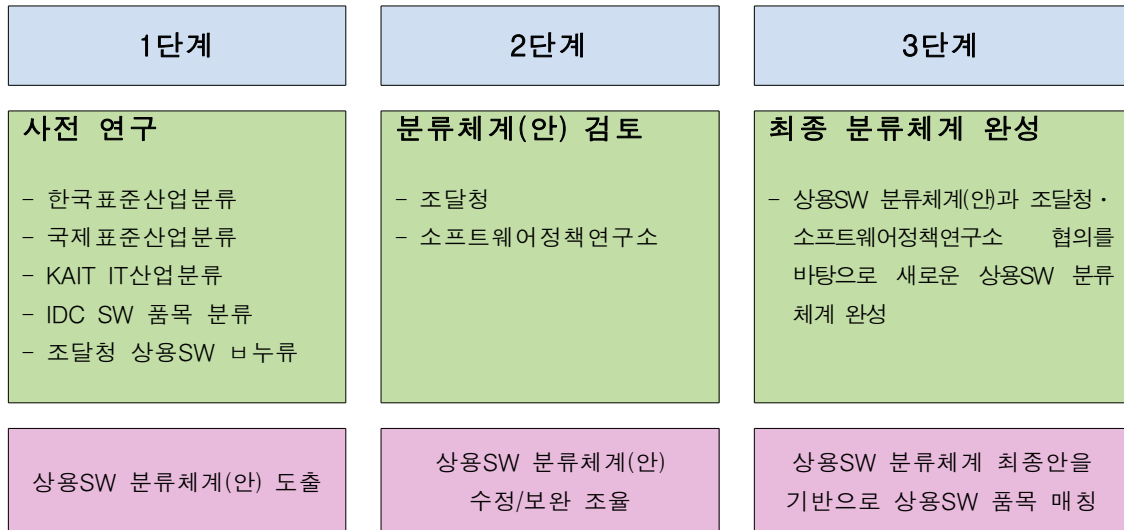 1단계
사전 연구
- 한국표준산업분류
- 국제표준산업분류
- KAIT IT산업분류
- IDC SW 품목 분류
- 조달청 상용SW ㅂ누류
상용SW 분류체계(안) 도출
2단계
분류체계(안) 검토
- 조달청
- 소프트웨어정책연구소
상용SW 분류체계(안)
수정/보완 조율
3단계
최종 분류체계 완성
- 상용SW 분류체계(안)과 조달청·
소프트웨어정책연구소 협의를
바탕으로 새로운 상용SW 분류
체계 완성
상용SW 분류체계 최종안을
기반으로 상용SW 품목 매칭